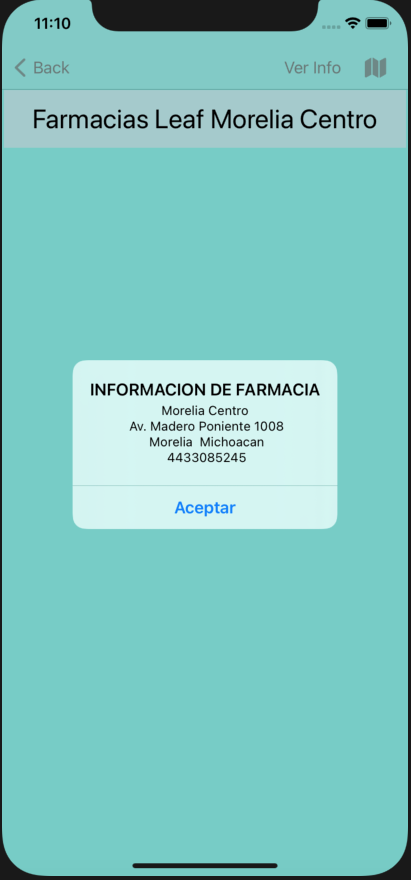 11:10
Back
Ver Info
Farmacias Leaf Morelia Centro
INFORMACION DE FARMACIA
Morelia Centro
Av. Madero Poniente 1008
Morelia  Michoacan
4433085245
Aceptar